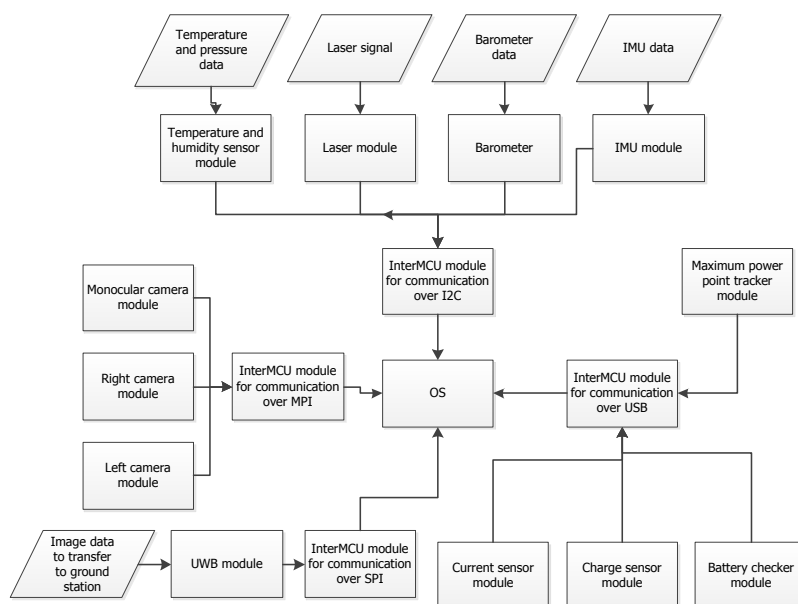 Temperature
and pressure
data
Laser signal
Barometer
data
IMU data
Temperature and
humidity sensor
module
Laser module
Barometer
IMU module
InterMCU module
for communication
over I2C
Maximum power
point tracker
module
Monocular camera
module
Right camera
module
InterMCU module
for communication
over MPI
OS
InterMCU module
for communication
over USB
Left camera
module
Image data
to transfer
to ground
station
UWB module
InterMCU module
for communication
over SPI
Current sensor
module
Charge sensor
module
Battery checker
module